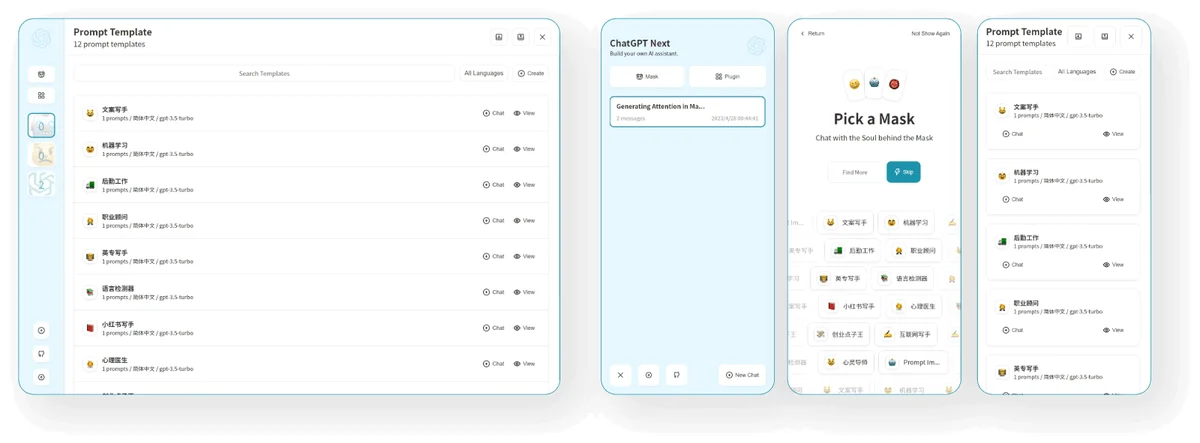 Prompt Template
12 prompt templates
Search Templates
All Languages
Create
文案写手
1 prompts / 简体中文 / gpt-3.5-turbo
Chat
View
机器学习
1 prompts / 简体中文 / gpt-3.5-turbo
Chat
View
后勤工作
1 prompts / 简体中文 / gpt-3.5-turbo
Chat
View
职业顾问
1 prompts / 简体中文 / gpt-3.5-turbo
Chat
View
英专写手
1 prompts / 简体中文 / gpt-3.5-turbo
Chat
View
语言检测器
1 prompts / 简体中文 / gpt-3.5-turbo
Chat
View
小红书写手
1 prompts / 简体中文 / gpt-3.5-turbo
Chat
View
心理医生
1 prompts / 简体中文 / gpt-3.5-turbo
Chat
View
ChatGPT Next
Build your own AI assistant.
Mask
Plugin
Generating Attention in Ma...
2 messages
New Chat
Return
Not Show Again
Pick a Mask
Chat with the Soul behind the Mask
Find More
Skip
t Im...
文案写手
机器学习
英专写手
后勤工作
职业顾问
学习
英专写手
语言检测器
案写手
小红书写手
心理医生
子王
创业点子王
互联网写手
检测器
心灵导师
Prompt Im...
文案写手
机器学习
Prompt Template
12 prompt templates
Search Templates
All Languages
Create
文案写手
1 prompts / 简体中文 / gpt-3.5-turbo
Chat
View
机器学习
1 prompts / 简体中文 / gpt-3.5-turbo
Chat
View
后勤工作
1 prompts / 简体中文 / gpt-3.5-turbo
Chat
View
职业顾问
1 prompts / 简体中文 / gpt-3.5-turbo
Chat
View
英专写手
1 prompts / 简体中文 / gpt-3.5-turbo